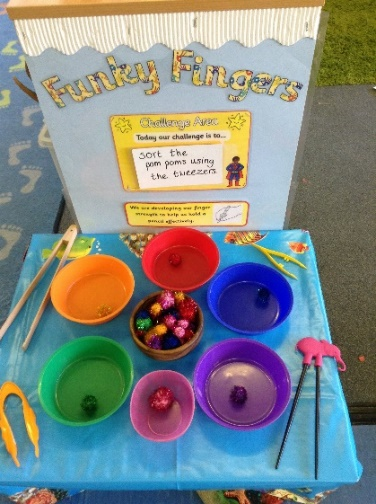 Funky Fingers
Challenge Area
Today our challenge is to...
Sort the
pom poms using
the tweezers.
We are developing our finger
strength to help us hold a
pencil effectively.